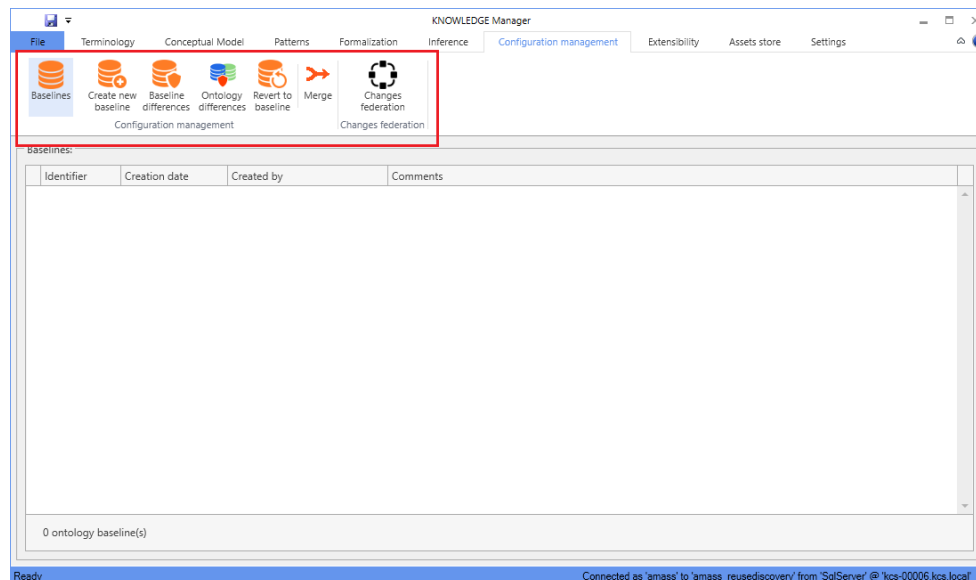 KNOWLEDGE Manager
File Terminology Conceptual Model Patterns Formalization Inference Configuration management Extensibility Assets store Settings
Baselines Create new Baseline Ontology Revert to Merge Changes
baseline differences differences baseline federation
Configuration management Changes federation
Baselines:
Identifier Creation date Created by Comments
0 ontology baseline(s)
Ready Connected as 'amass' to 'amass_reusediscovery' from 'SqlServer' @ 'kcs-00006.kcs.local'